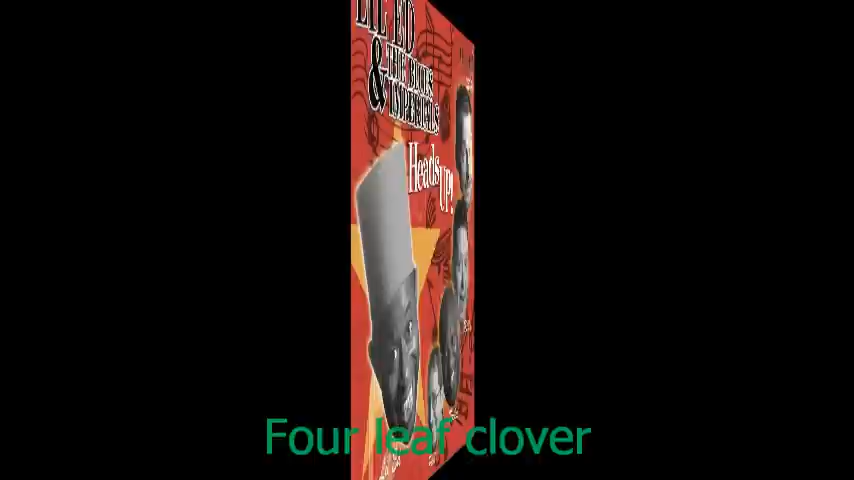 LIL' ED
& THE BLUES
IMPERIALS
Heads
UP!
Four leaf clover